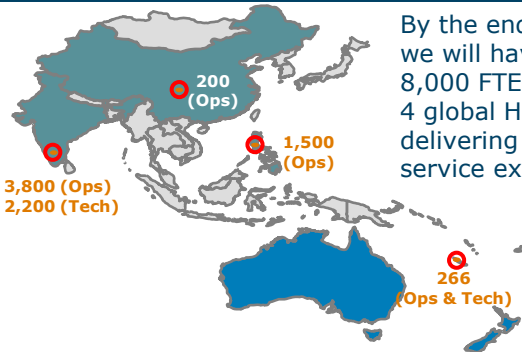 By the end
we will hav
8,000 FTE
4 global H
delivering
service ex
200
(Ops)
1,500
(Ops)
3,800 (Ops)
2,200 (Tech)
266
(Ops & Tech)